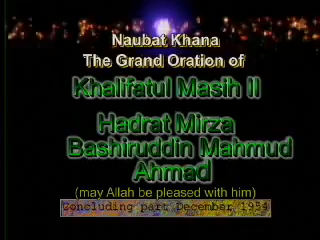 Naubat Khana
The Grand Oration of
Khalifatul Masih II
Hadrat Mirza
Bashiruddin Mahmud
Ahmad
(may Allah be pleased with him)
concluding part December 1954